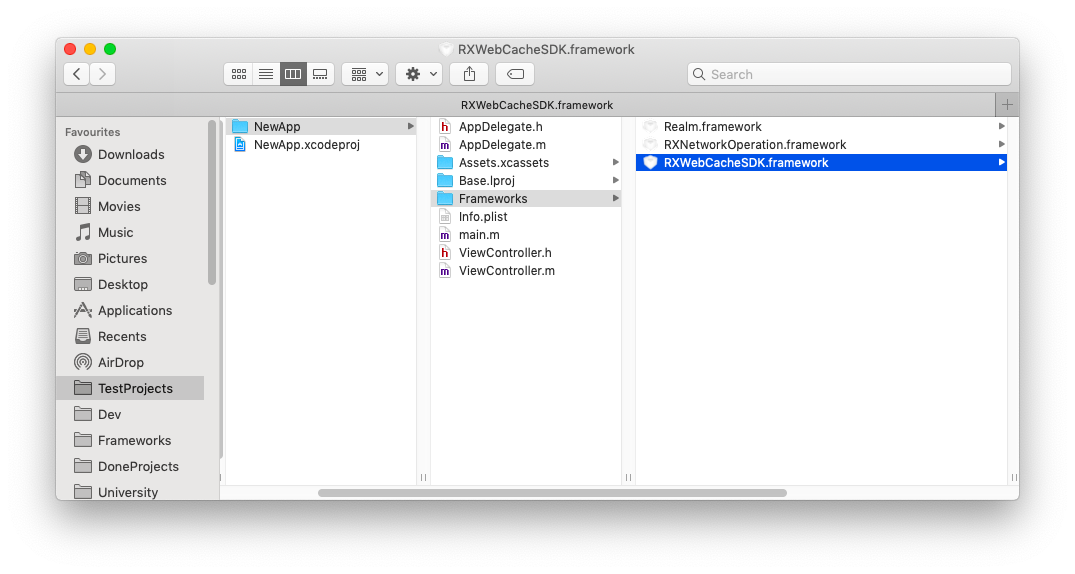 RXWebCacheSDK.framework
Search
RXWebCacheSDK.framework
Favourites
Downloads
Documents
Movies
Music
Pictures
Desktop
Applications
Recents
AirDrop
TestProjects
Dev
Frameworks
DoneProjects
University
NewApp
NewApp.xcodeproj
AppDelegate.h
AppDelegate.m
Assets.xcassets
Base.lproj
Frameworks
Info.plist
main.m
ViewController.h
ViewController.m
Realm.framework
RXNetworkOperation.framework
RXWebCacheSDK.framework